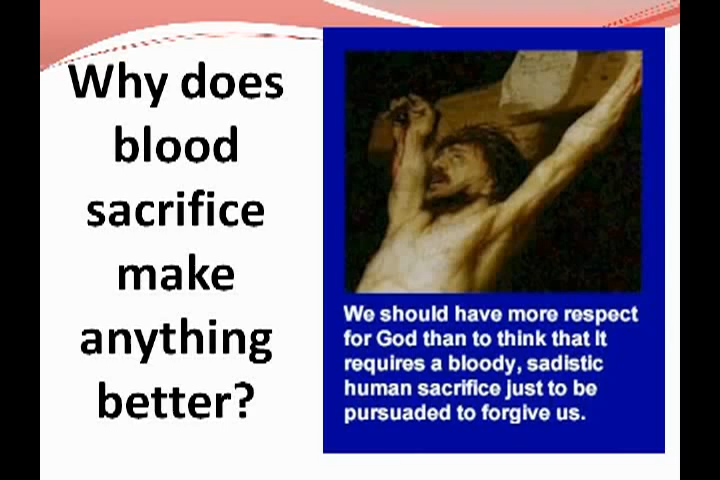 Why does
blood
sacrifice
make
anything
better?
We should have more respect
for God than to think that it
requires a bloody, sadistic
human sacrifice just to be
pursuaded to forgive us.